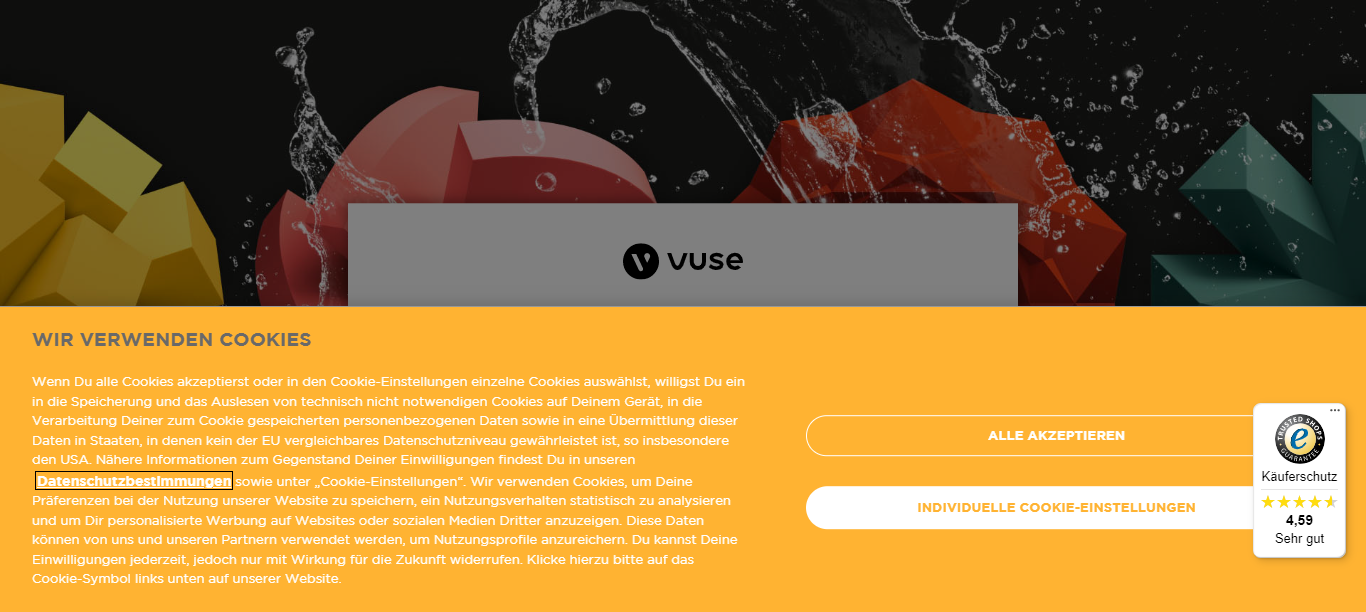 vuse
WIR VERWENDEN COOKIES
Wenn Du alle Cookies akzeptierst oder in den Cookie-Einstellungen einzelne Cookies auswählst, willigst Du ein
in die Speicherung und das Auslesen von technisch nicht notwendigen Cookies auf Deinem Gerät, in die
Verarbeitung Deiner zum Cookie gespeicherten personenbezogenen Daten sowie in eine Übermittlung dieser
Daten in Staaten, in denen kein der EU vergleichbares Datenschutzniveau gewährleistet ist, so insbesondere
den USA. Nähere Informationen zum Gegenstand Deiner Einwilligungen findest Du in unseren
Datenschutzbestimmungen sowie unter „Cookie-Einstellungen“. Wir verwenden Cookies, um Deine
Präferenzen bei der Nutzung unserer Website zu speichern, ein Nutzungsverhalten statistisch zu analysieren
und um Dir personalisierte Werbung auf Websites oder sozialen Medien Dritter anzuzeigen. Diese Daten
können von uns und unseren Partnern verwendet werden, um Nutzungsprofile anzureichern. Du kannst Deine
Einwilligungen jederzeit, jedoch nur mit Wirkung für die Zukunft widerrufen. Klicke hierzu bitte auf das
Cookie-Symbol links unten auf unserer Website.
ALLE AKZEPTIEREN
INDIVIDUELLE COOKIE-EINSTELLUNGEN
TRUSTED SHOPS
e
GUARANTEE
Käuferschutz
4,59
Sehr gut